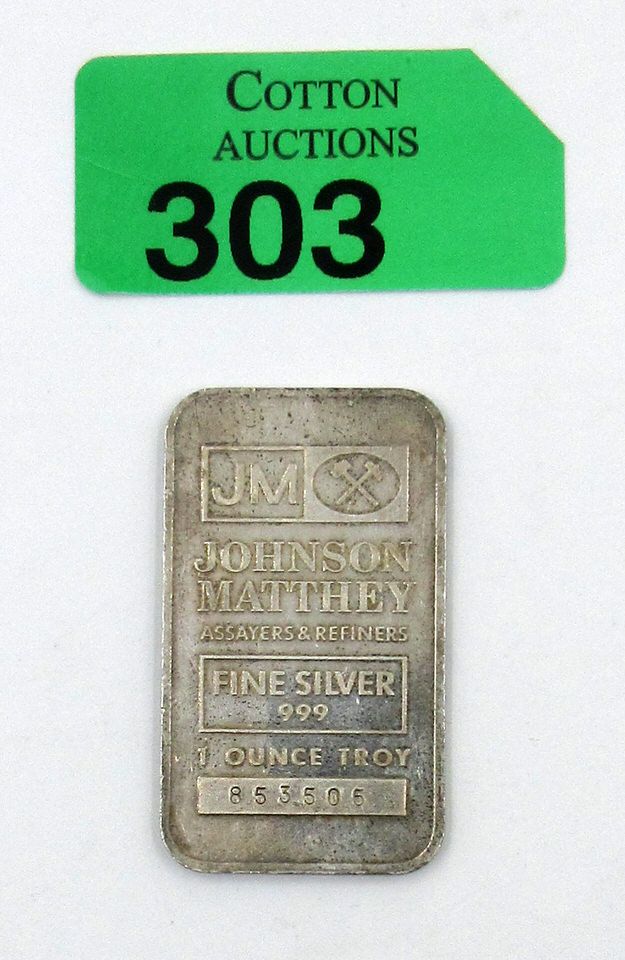 COTTON
AUCTIONS
303
JM
JOHNSON
MATTHEY
ASSAYERS & REFINERS
FINE SILVER
999
1 OUNCE TROY
853506